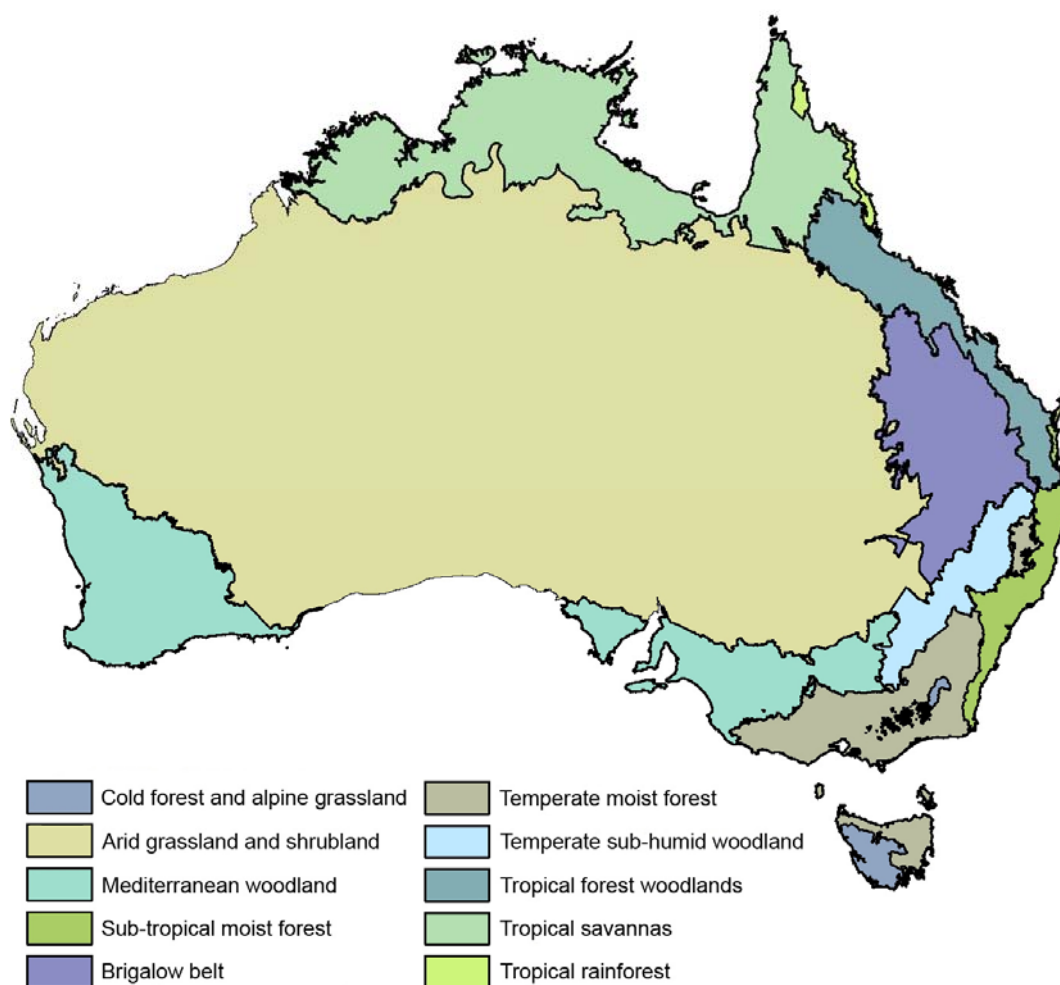 Cold forest and alpine grassland
Arid grassland and shrubland
Mediterranean woodland
Sub-tropical moist forest
Brigalow belt
Temperate moist forest
Temperate sub-humid woodland
Tropical forest woodlands
Tropical savannas
Tropical rainforest